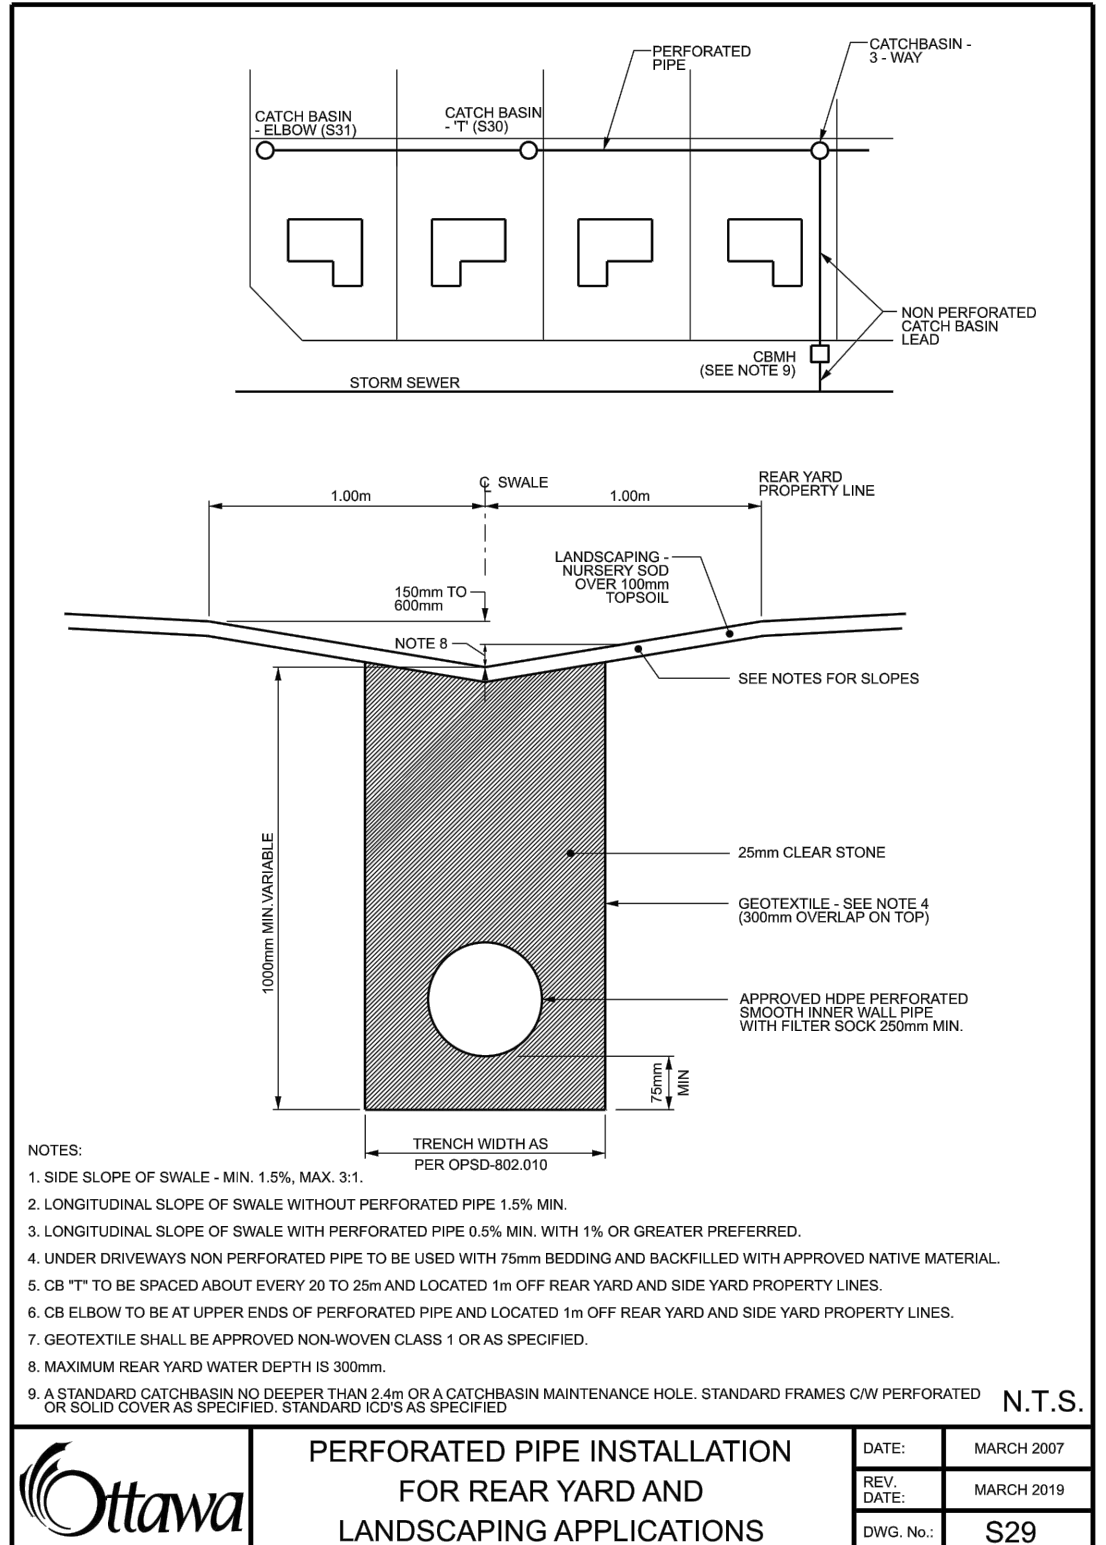 PERFORATED
PIPE
CATCHBASIN -
3 - WAY
CATCH BASIN
- ELBOW (S31)
CATCH BASIN
- 'T' (S30)
NON PERFORATED
CATCH BASIN
LEAD
CBMH
(SEE NOTE 9)
STORM SEWER
℄ SWALE
REAR YARD
PROPERTY LINE
1.00m
1.00m
LANDSCAPING -
NURSERY SOD
OVER 100mm
TOPSOIL
150mm TO
600mm
NOTE 8
SEE NOTES FOR SLOPES
1000mm MIN.VARIABLE
25mm CLEAR STONE
GEOTEXTILE - SEE NOTE 4
(300mm OVERLAP ON TOP)
APPROVED HDPE PERFORATED
SMOOTH INNER WALL PIPE
WITH FILTER SOCK 250mm MIN.
75mm
MIN
TRENCH WIDTH AS
PER OPSD-802.010
NOTES:
1. SIDE SLOPE OF SWALE - MIN. 1.5%, MAX. 3:1.
2. LONGITUDINAL SLOPE OF SWALE WITHOUT PERFORATED PIPE 1.5% MIN.
3. LONGITUDINAL SLOPE OF SWALE WITH PERFORATED PIPE 0.5% MIN. WITH 1% OR GREATER PREFERRED.
4. UNDER DRIVEWAYS NON PERFORATED PIPE TO BE USED WITH 75mm BEDDING AND BACKFILLED WITH APPROVED NATIVE MATERIAL.
5. CB "T" TO BE SPACED ABOUT EVERY 20 TO 25m AND LOCATED 1m OFF REAR YARD AND SIDE YARD PROPERTY LINES.
6. CB ELBOW TO BE AT UPPER ENDS OF PERFORATED PIPE AND LOCATED 1m OFF REAR YARD AND SIDE YARD PROPERTY LINES.
7. GEOTEXTILE SHALL BE APPROVED NON-WOVEN CLASS 1 OR AS SPECIFIED.
8. MAXIMUM REAR YARD WATER DEPTH IS 300mm.
9. A STANDARD CATCHBASIN NO DEEPER THAN 2.4m OR A CATCHBASIN MAINTENANCE HOLE. STANDARD FRAMES C/W PERFORATED
OR SOLID COVER AS SPECIFIED. STANDARD ICD'S AS SPECIFIED
N.T.S.
Ottawa
PERFORATED PIPE INSTALLATION
FOR REAR YARD AND
LANDSCAPING APPLICATIONS
DATE: MARCH 2007
REV.
DATE: MARCH 2019
DWG. No.: S29